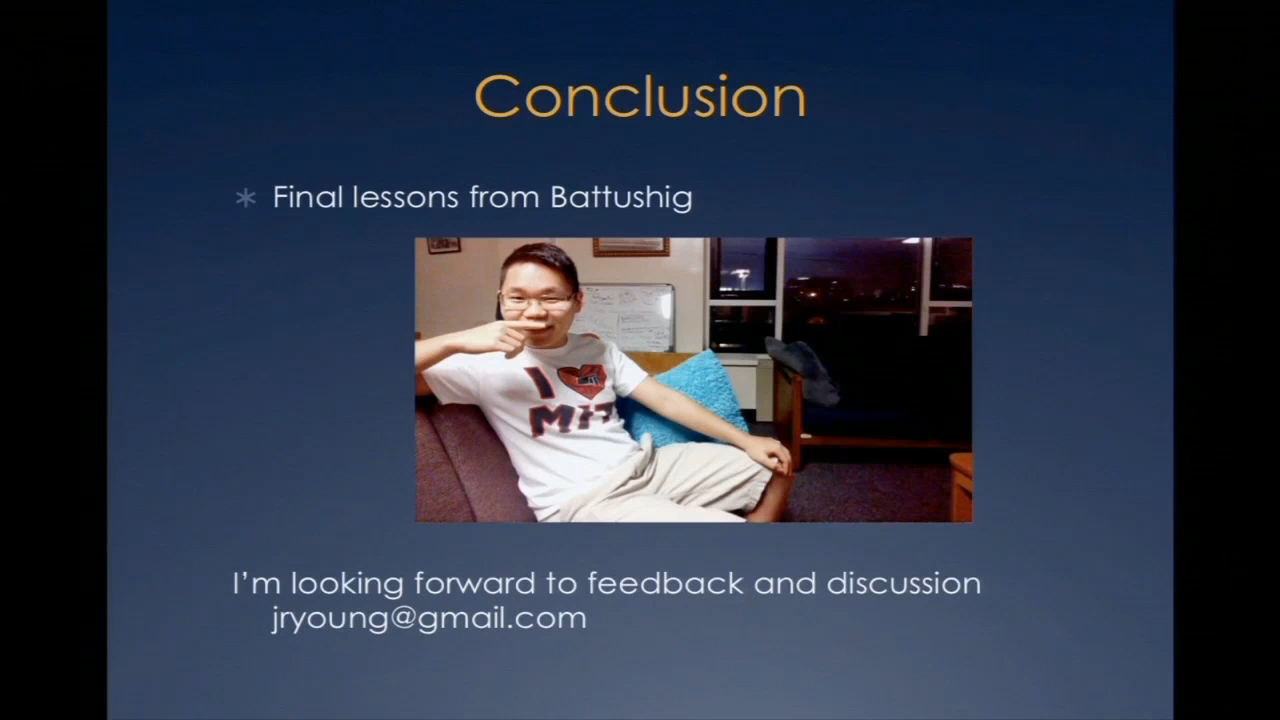 Conclusion
Final lessons from Battushig
I
MIT
I'm looking forward to feedback and discussion
jryoung@gmail.com